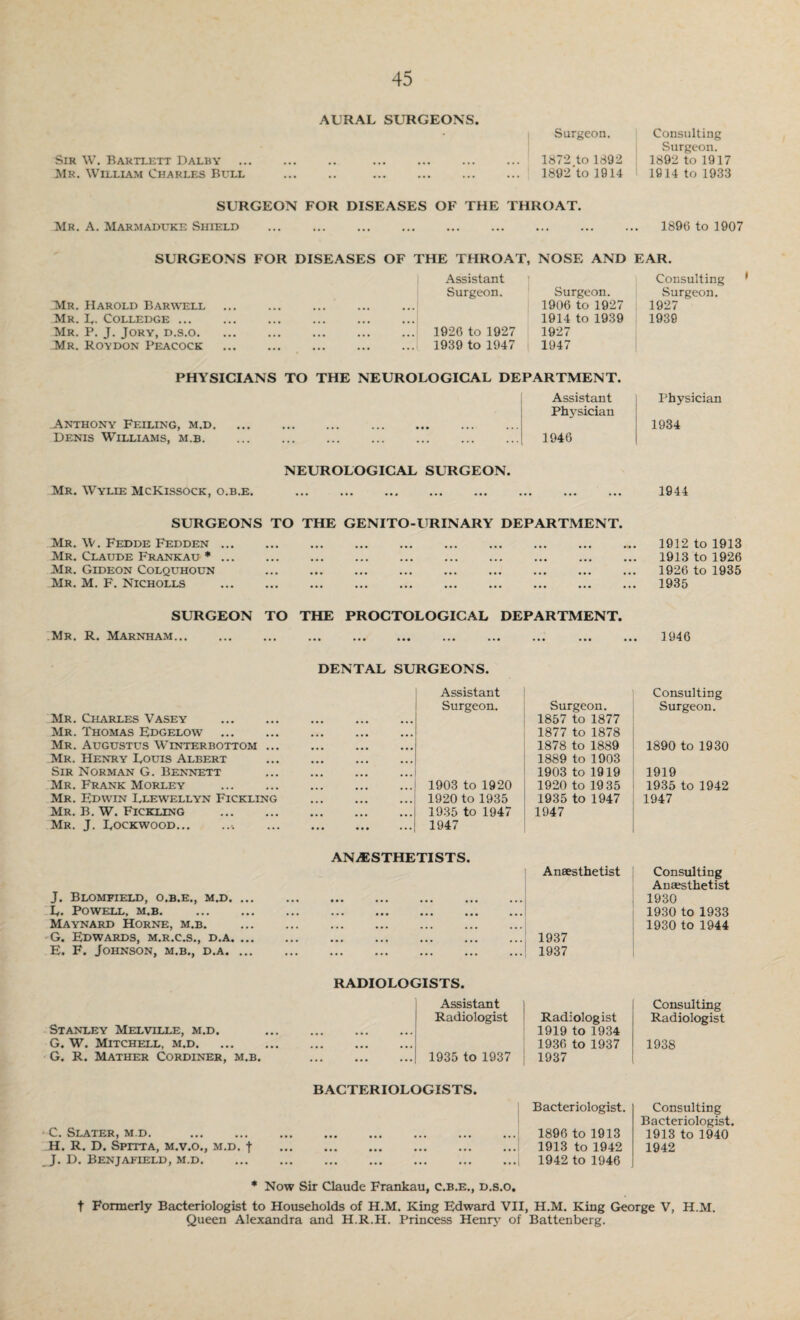 45
AURAL SURGEONS.
Surgeon. Consulting Surgeon.
SIR W. BARTLETT DALBY ... ... .. ... ... ... ... 1872 to 1892 1892 to 1917
MR. WILLIAM CHARLES BULL ... .. ... ... ... ... 1892 to 1914 1914 to 1933
SURGEON FOR DISEASES OF THE THROAT.
MR. A. MARMADUKE SHIELD ... ... ... ... ... ... ... ... ... 1896 to 1907
SURGEONS FOR DISEASES OF THE THROAT, NOSE AND EAR.
Assistant Surgeon. Surgeon. Consulting Surgeon.
MR. HAROLD BARWELL ... ... ... ... ... 1906 to 1927 1927
MR. L. COLLEDGE ... ... ... ... ... ... 1914 to 1939 1939
MR. P. J. JORY, D.S.O. ... ... ... ... ... 1926 to 1927 1927
MR. ROYDON PEACOCK ... ... ... ... ... 1939 to 1947 1947
PHYSICIANS TO THE NEUROLOGICAL DEPARTMENT.
Assistant Physician Physician
ANTHONY FEILING, M.D. ... ... ... ... ... ... ... 1934
DENIS WILLIAMS, M.B. ... ... ... ... ... ... ... 1946
NEUROLOGICAL SURGEON.
MR. WYLIE MCKISSOCK, O.B.E. ... ... ... ... ... ... ... ... 1944
SURGEONS TO THE GENITO-URINARY DEPARTMENT.
MR. W. FEDDE FEDDEN ... ... ... ... ... ... ... ... ... ... 1912 to 1913
MR. CLAUDE FRANKAU * ... ... ... ... ... ... ... ... ... ... 1913 to 1926
MR. GIDEON COLQUHOUN ... ... ... ... ... ... ... ... ... 1926 to 1935
MR. M. F. NICHOLLS ... ... ... ... ... ... ... ... ... ... 1935
SURGEON TO THE PROCTOLOGICAL DEPARTMENT.
MR. R. MARNHAM... ... ... ... ... ... ... ... ... ... ... 1946
DENTAL SURGEONS.
Assistant Surgeon. Surgeon. Consulting Surgeon.
MR. CHARLES VASEY ... ... ... ... ... 1857 to 1877
MR. THOMAS EDGELOW ... ... ... ... ... 1877 to 1878
MR. AUGUSTUS WINTERBOTTOM ... ... ... ... 1878 to 1889 1890 to 1930
MR. HENRY LOUIS ALBERT ... ... ... ... 1889 to 1903
SIR NORMAN G. BENNETT ... ... ... ... 1903 to 1919 1919
MR. FRANK MORLEY ... ... ... ... ... 1903 to 1920 1920 to 1935 1935 to 1942
MR. EDWIN LLEWELLYN FICKLING ... ... ... 1920 to 1935 1935 to 1947 1947
MR. B. W. FICKLING ... ... ... ... ... 1935 to 1947 1947
MR. J. LOCKWOOD... ... ... ... ... ... 1947
ANÆSTHETISTS.
Anæsthetist Consulting Anæsthetist
J. BLOMFIELD, O.B.E., M.D. ... ... ... ... ... ... ... 1930
L. POWELL, M.B. ... ... ... ... ... ... ... ... 1930 to 1933
MAYNARD HORNE, M.B. ... ... ... ... ... ... ... 1930 to 1944
G. EDWARDS, M.R.C.S., D.A. ... ... ... ... ... ... ... 1937
E. F. JOHNSON, M.B., D.A. ... ... ... ... ... ... ... 1937
RADIOLOGISTS.
Assistant Radiologist Radiologist Consulting Radiologist
STANLEY MELVILLE, M.D. ... ... ... ... 1919 to 1934
G. W. MITCHELL, M.D. ... ... ... ... ... 1936 to 1937 1938
G. R. MATHER CORDINER, M.B. ... ... ... 1935 to 1937 1937
BACTERIOLOGISTS.
Bacteriologist. Consulting Bacteriologist.
C. SLATER, M.D. ... ... ... ... ... ... ... ... 1896 to 1913 1913 to 1940
H. R. D. SPITTA, M.V.O., M.D. † ... ... ... ... ... ... 1913 to 1942 1942
J. D. BENJAFIELD, M.D. ... ... ... ... ... ... ... 1942 to 1946
* Now Sir Claude Frankau, C.B.E., D.S.O.
† Formerly Bacteriologist to Households of H.M. King Edward VII, H.M. King George V, H.M.
Queen Alexandra and H.R.H. Princess Henry of Battenberg.